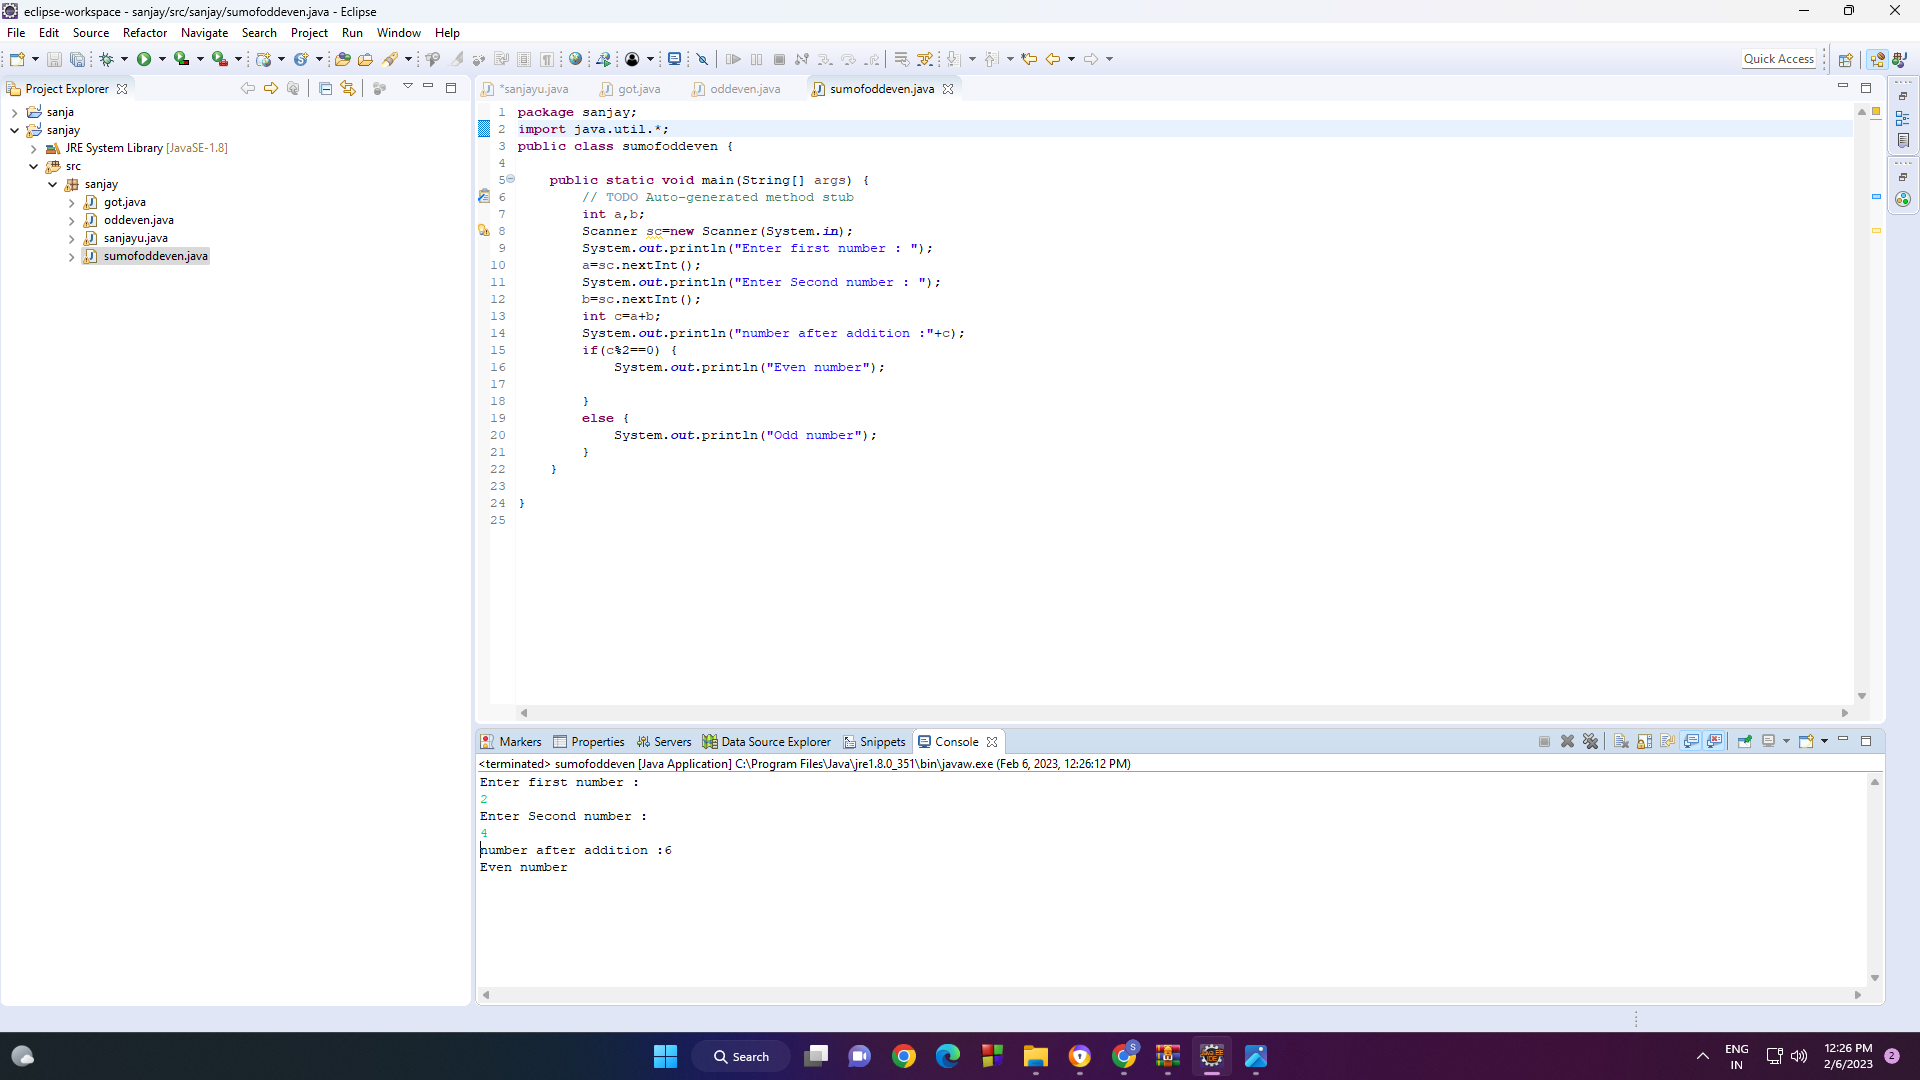 eclipse-workspace - sanjay/src/sanjay/sumofoddeven.java - Eclipse
File Edit Source Refactor Navigate Search Project Run Window Help
Quick Access
Project Explorer
sanja
sanjay
JRE System Library [JavaSE-1.8]
src
sanjay
got.java
oddeven.java
sanjayu.java
sumofoddeven.java
*sanjayu.java got.java oddeven.java sumofoddeven.java
1 package sanjay;
2 import java.util.*;
3 public class sumofoddeven {
4
5 public static void main(String[] args) {
6 // TODO Auto-generated method stub
7 int a,b;
8 Scanner sc=new Scanner(System.in);
9 System.out.println("Enter first number : ");
10 a=sc.nextInt();
11 System.out.println("Enter Second number : ");
12 b=sc.nextInt();
13 int c=a+b;
14 System.out.println("number after addition :"+c);
15 if(c%2==0) {
16 System.out.println("Even number");
17
18 }
19 else {
20 System.out.println("Odd number");
21 }
22 }
23
24 }
25
Markers Properties Servers Data Source Explorer Snippets Console
<terminated> sumofoddeven [Java Application] C:\Program Files\Java\jre1.8.0_351\bin\javaw.exe (Feb 6, 2023, 12:26:12 PM)
Enter first number :
2
Enter Second number :
4
number after addition :6
Even number
Search
S
ENG
IN
12:26 PM
2/6/2023
2